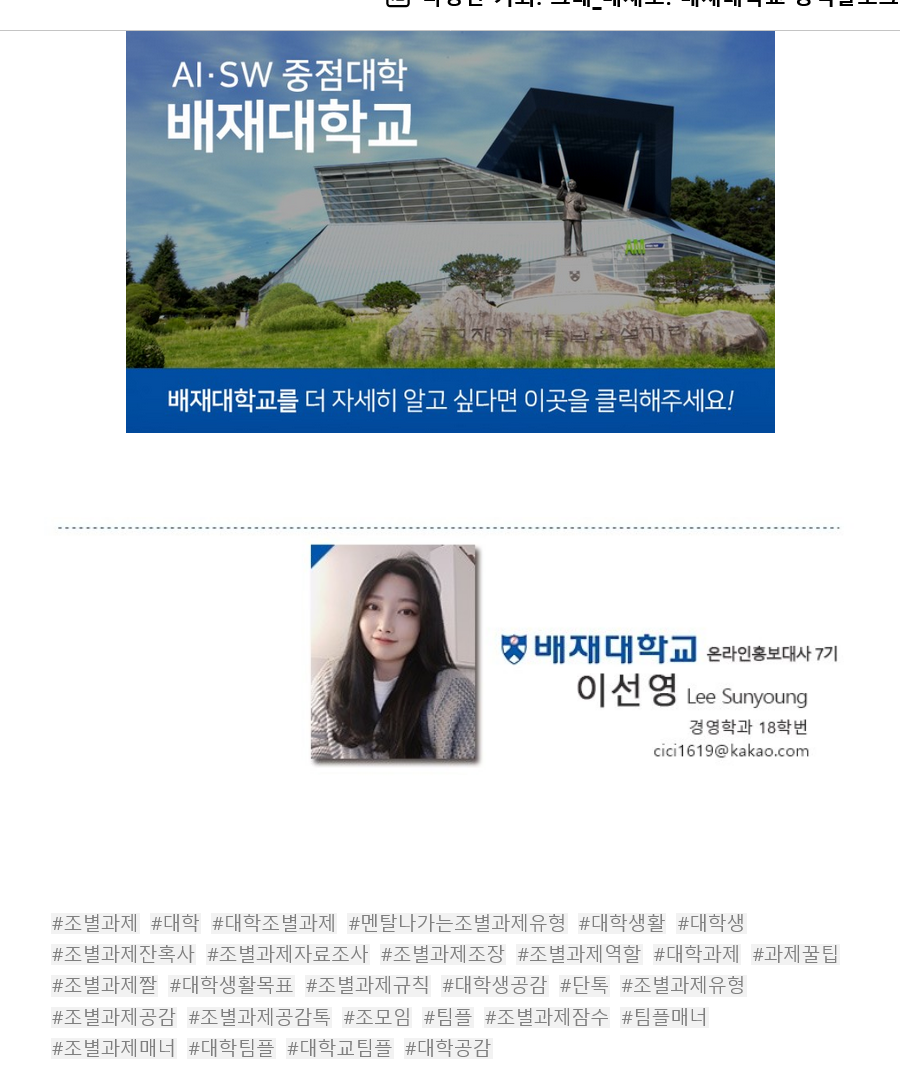 AI·SW 중점대학
배재대학교
배재대학교를 더 자세히 알고 싶다면 이곳을 클릭해주세요!
배재대학교 온라인홍보대사 7기
이선영 Lee Sunyoung
경영학과 18학번
cici1619@kakao.com
#조별과제 #대학 #대학조별과제 #멘탈나가는조별과제유형 #대학생활 #대학생
#조별과제잔혹사 #조별과제자료조사 #조별과제조장 #조별과제역할 #대학과제 #과제꿀팁
#조별과제짤 #대학생활목표 #조별과제규칙 #대학생공감 #단톡 #조별과제유형
#조별과제공감 #조별과제공감톡 #조모임 #팀플 #조별과제잠수 #팀플매너
#조별과제매너 #대학팀플 #대학교팀플 #대학공감